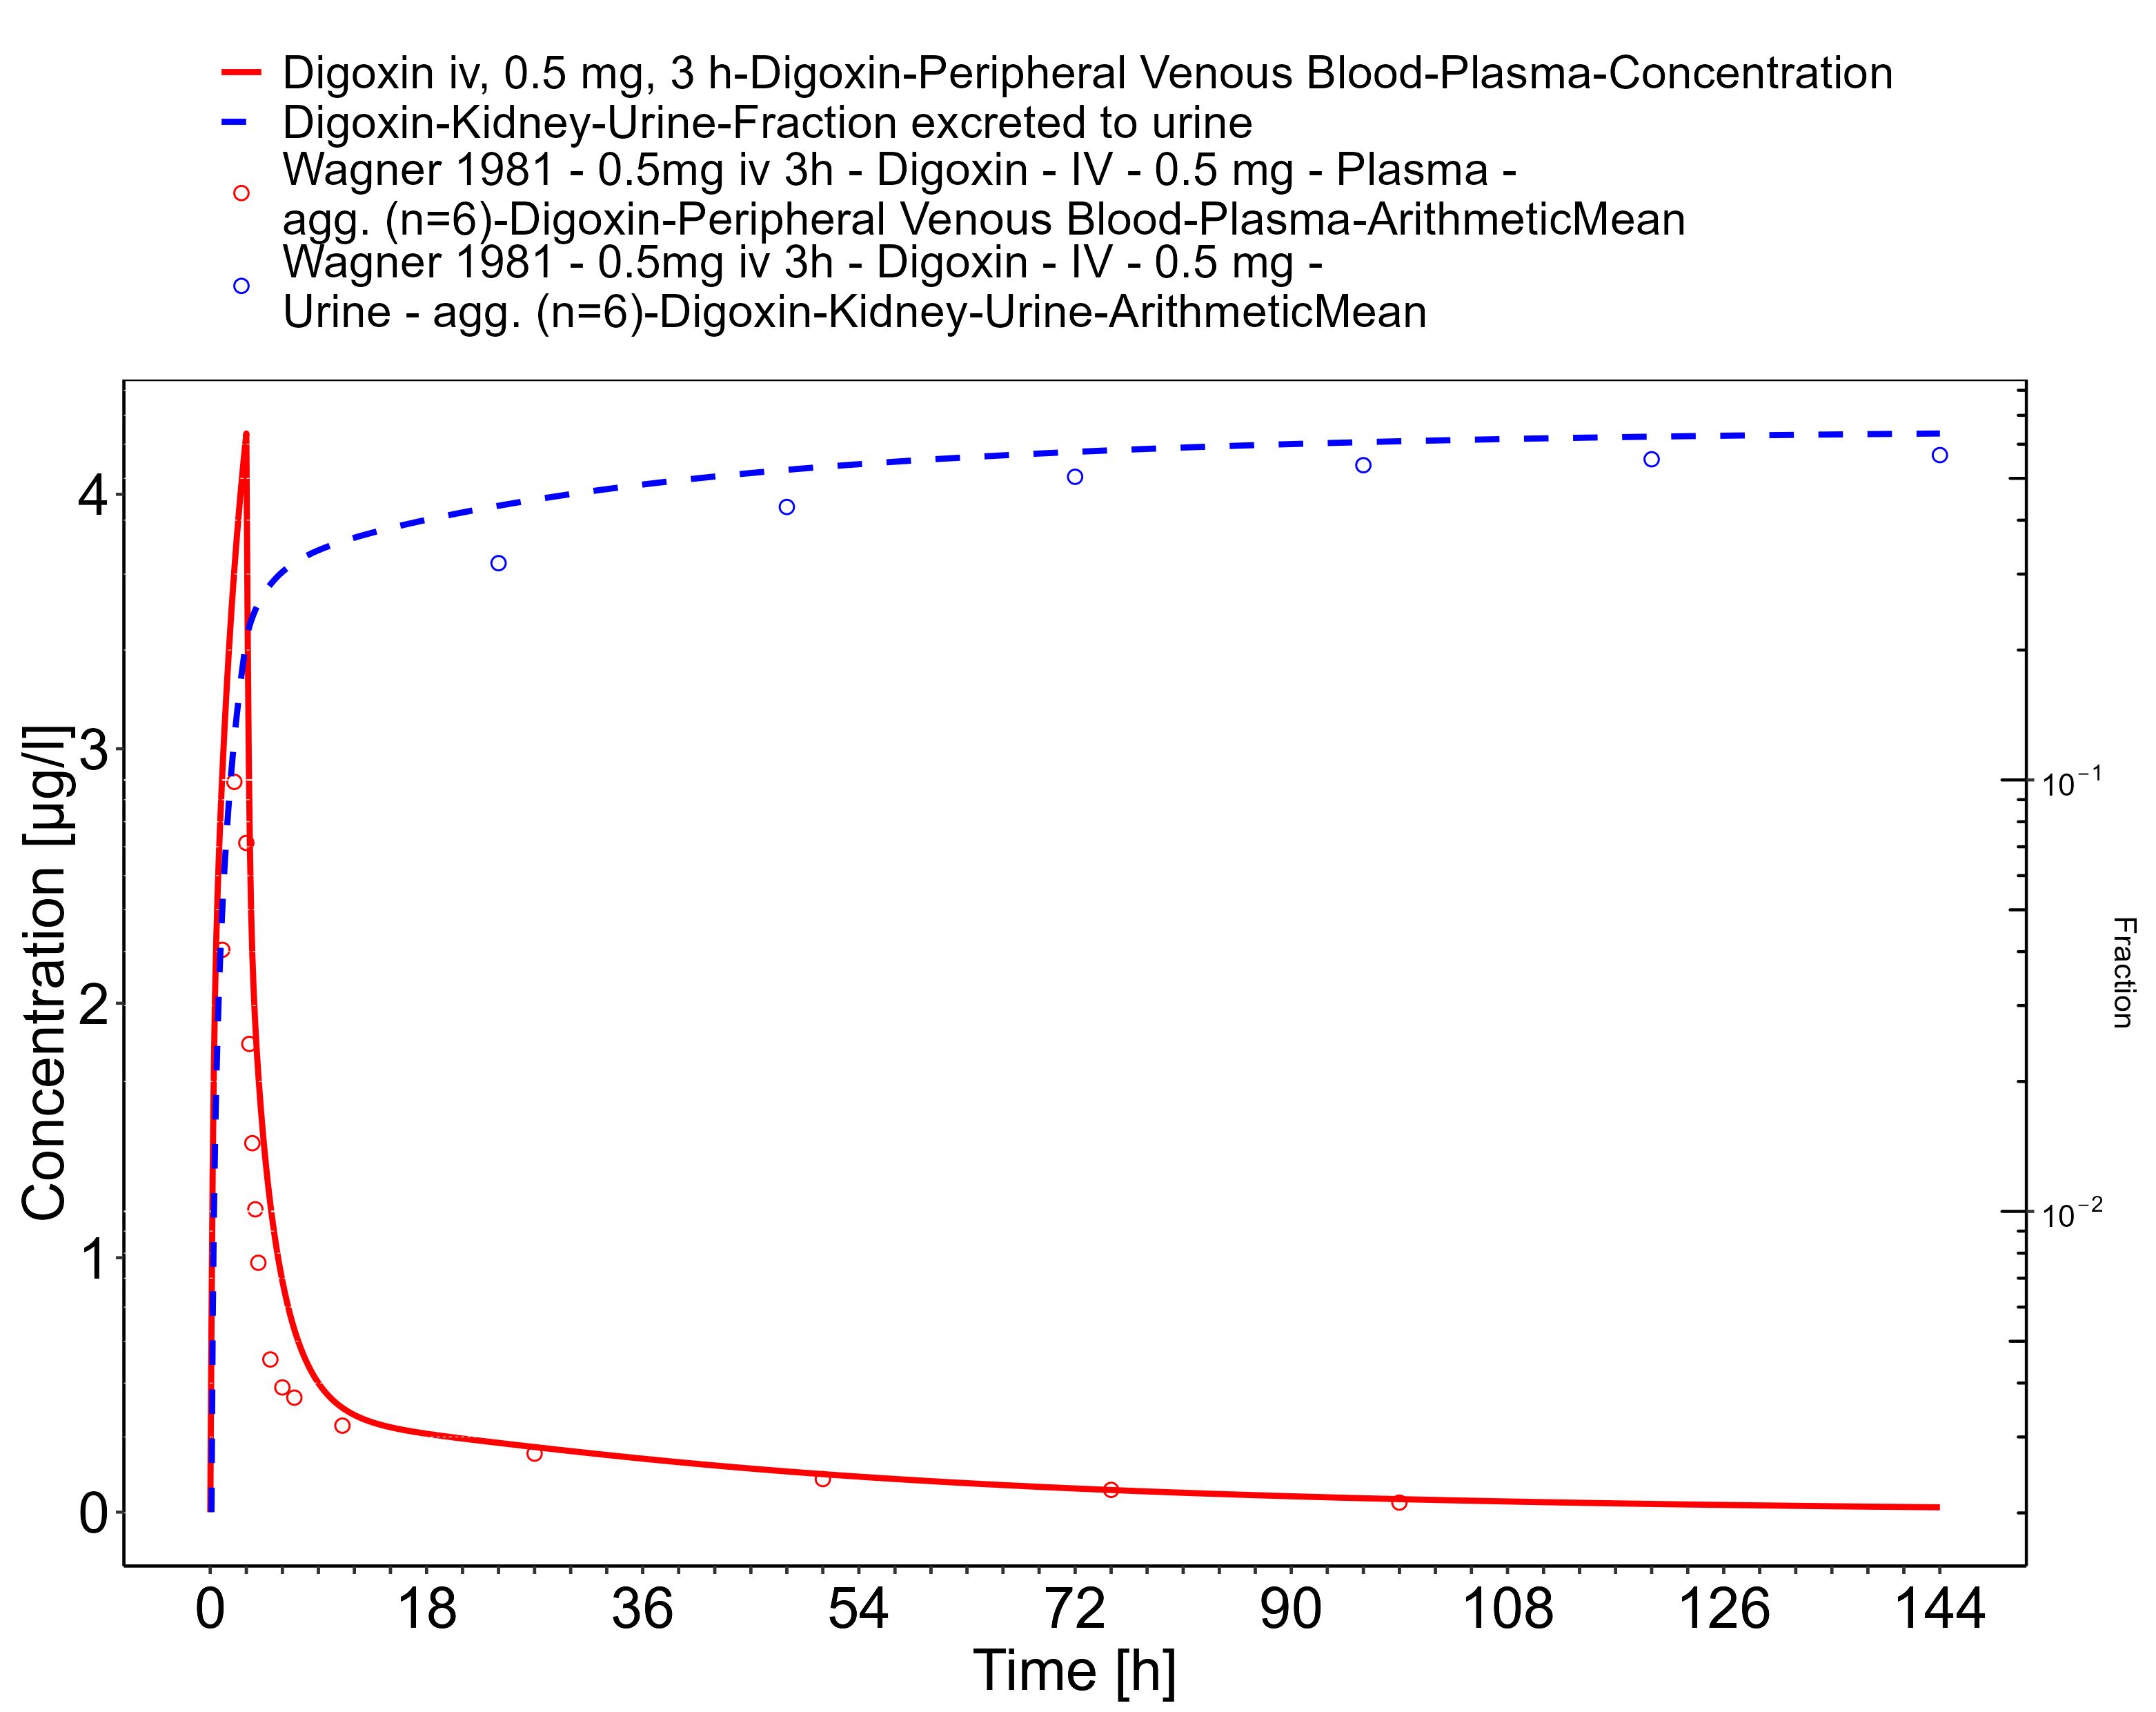 Digoxin iv, 0.5 mg, 3 h-Digoxin-Peripheral Venous Blood-Plasma-Concentration
Digoxin-Kidney-Urine-Fraction excreted to urine
Wagner 1981 - 0.5mg iv 3h - Digoxin - IV - 0.5 mg - Plasma -
agg. (n=6)-Digoxin-Peripheral Venous Blood-Plasma-ArithmeticMean
Wagner 1981 - 0.5mg iv 3h - Digoxin - IV - 0.5 mg -
Urine - agg. (n=6)-Digoxin-Kidney-Urine-ArithmeticMean
Concentration [µg/l]
4
3
2
1
0
10⁻¹
10⁻²
Fraction
0 18 36 54 72 90 108 126 144
Time [h]